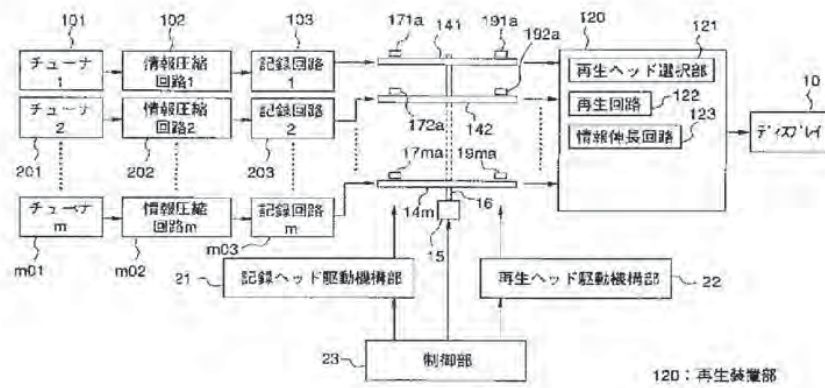 101 102 103 171a 141 191a 120 121
192a
チューナ 1
情報圧縮 回路1
記録回路 1
再生ヘッド選択部
チューナ 2
情報圧縮 回路2
記録回路 2
再生回路 122
10
情報伸長回路 123
ディスプレイ
172a 142
201 202 203
17ma 19ma
チューナ m
情報圧縮 回路m
記録回路 m
14m 16
15
m01 m02 m03
21 記録ヘッド駆動機構部
再生ヘッド駆動機構部 22
23 制御部
120:再生装置部